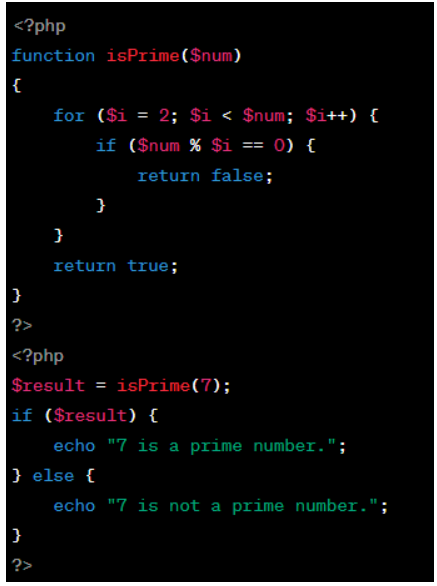 <?php
function isPrime($num)
{
    for ($i = 2; $i < $num; $i++) {
        if ($num % $i == 0) {
            return false;
        }
    }
    return true;
}
?>
<?php
$result = isPrime(7);
if ($result) {
    echo "7 is a prime number.";
} else {
    echo "7 is not a prime number.";
}
?>